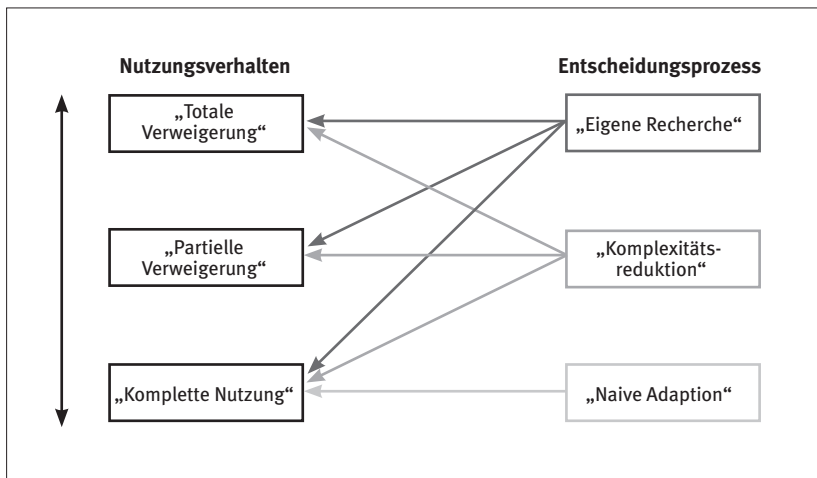 Nutzungsverhalten
Entscheidungsprozess
„Totale
Verweigerung“
„Eigene Recherche“
„Partielle
Verweigerung“
„Komplexitäts-
reduktion“
„Komplette Nutzung“
„Naive Adaption“